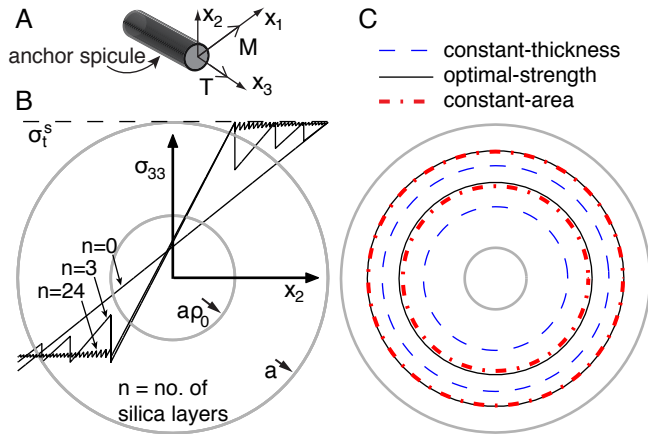 A
x₂
x₁
M
anchor spicule
T
x₃
B
σₜˢ
σ₃₃
n=0
n=3
n=24
x₂
aρ₀
a
n = no. of
silica layers
C
constant-thickness
optimal-strength
constant-area